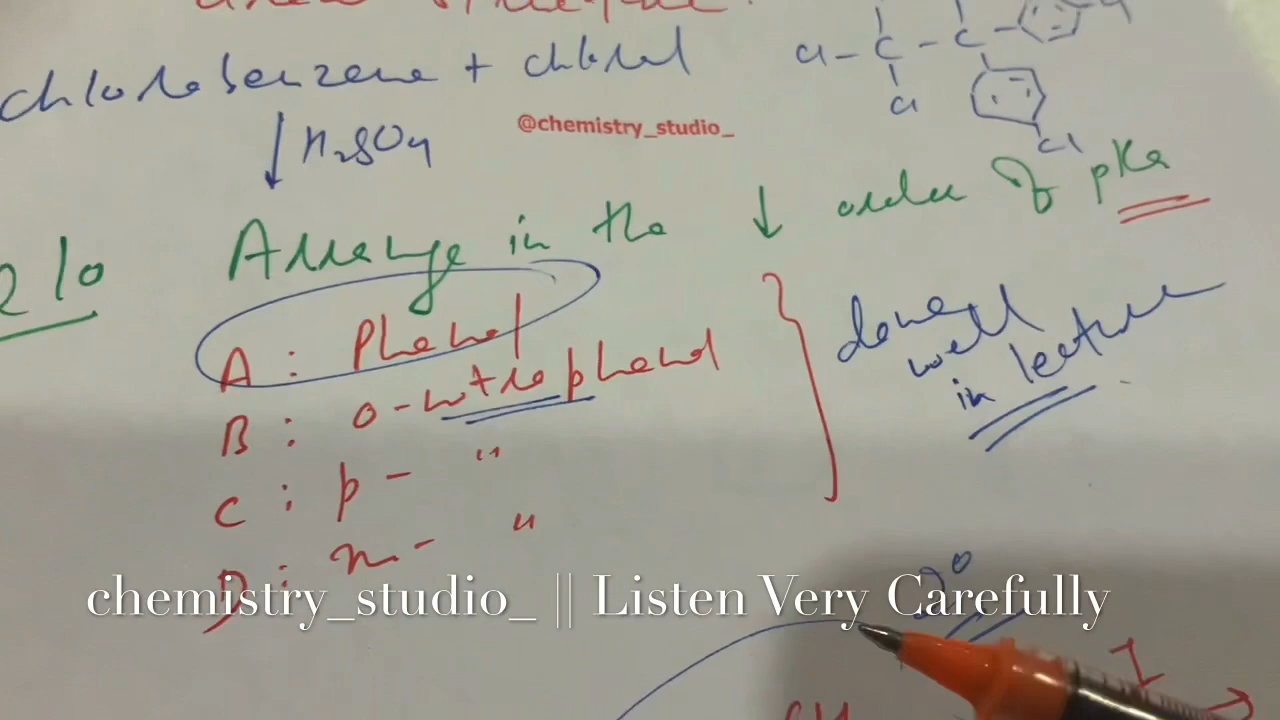 chlorobenzene + chloral
@chemistry_studio_
↓ H₂SO₄
Cl - C - C -
Cl
Cl
Arrange in the ↓ order of pKa
A : Phenol
B : o-nitrophenol
C : p - "
D : m - "
done well in lecture
chemistry_studio_ || Listen Very Carefully
2°
I